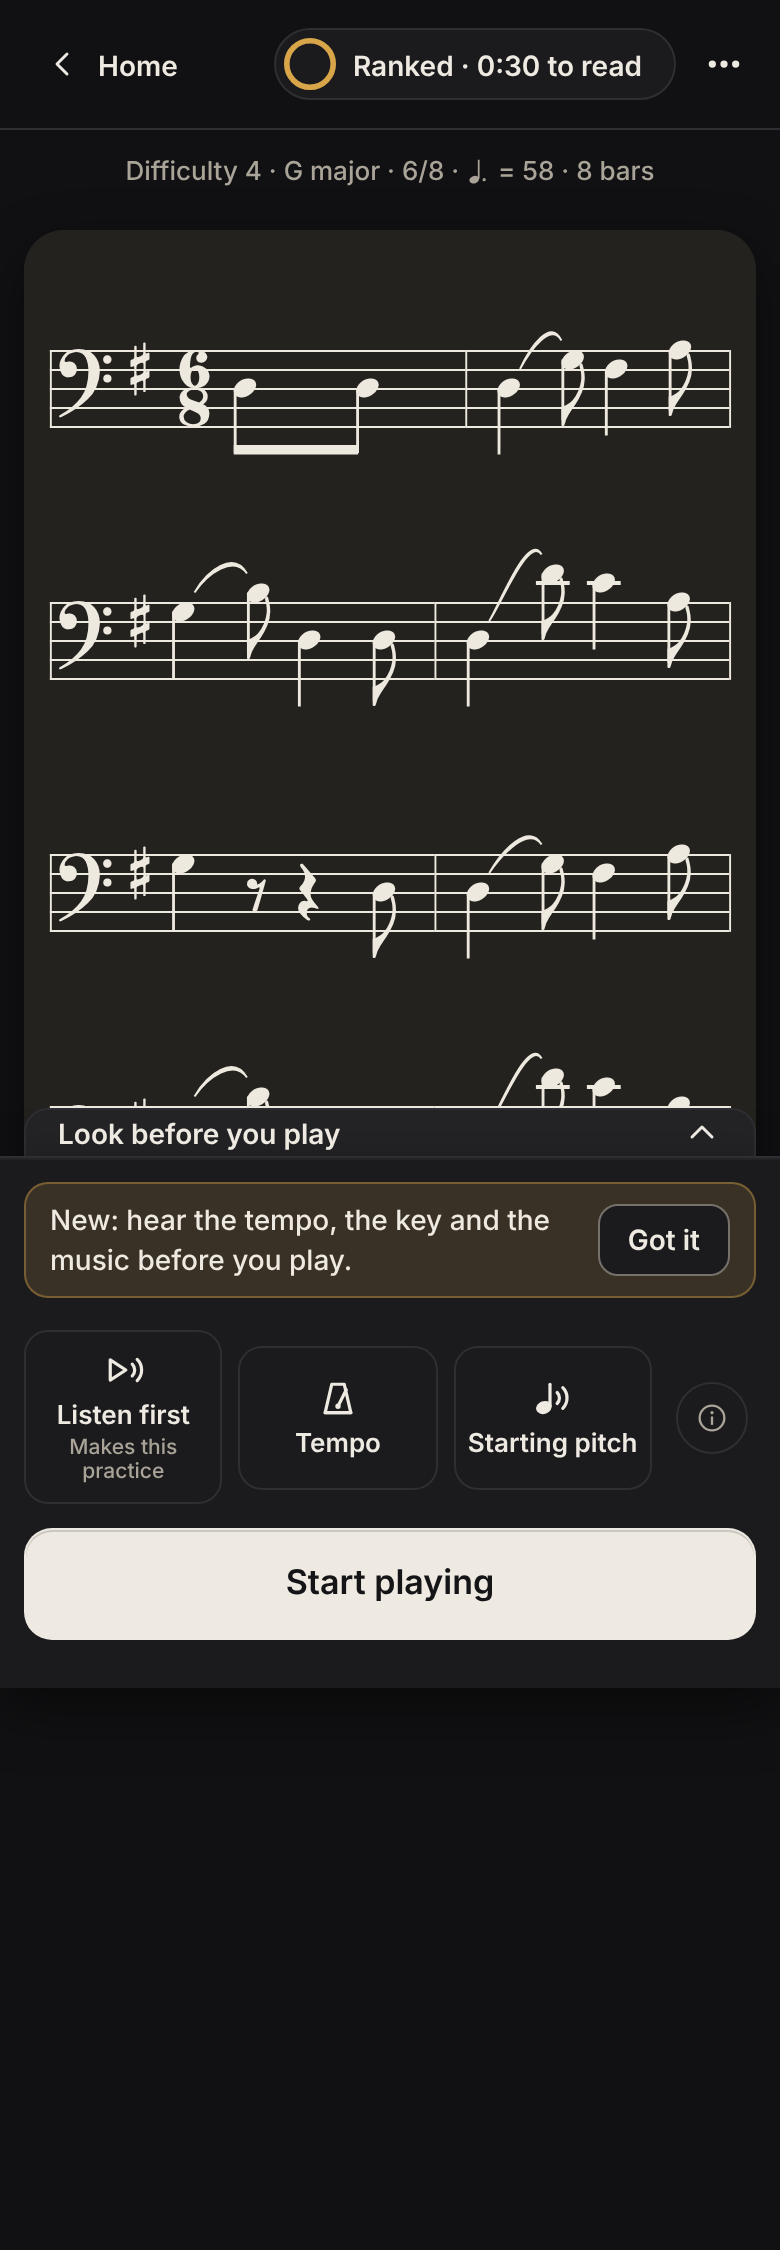 Home
Ranked · 0:30 to read
Difficulty 4 · G major · 6/8 · ♩. = 58 · 8 bars
6
8
Look before you play
New: hear the tempo, the key and the
music before you play.
Got it
Listen first
Makes this
practice
Tempo
Starting pitch
Start playing